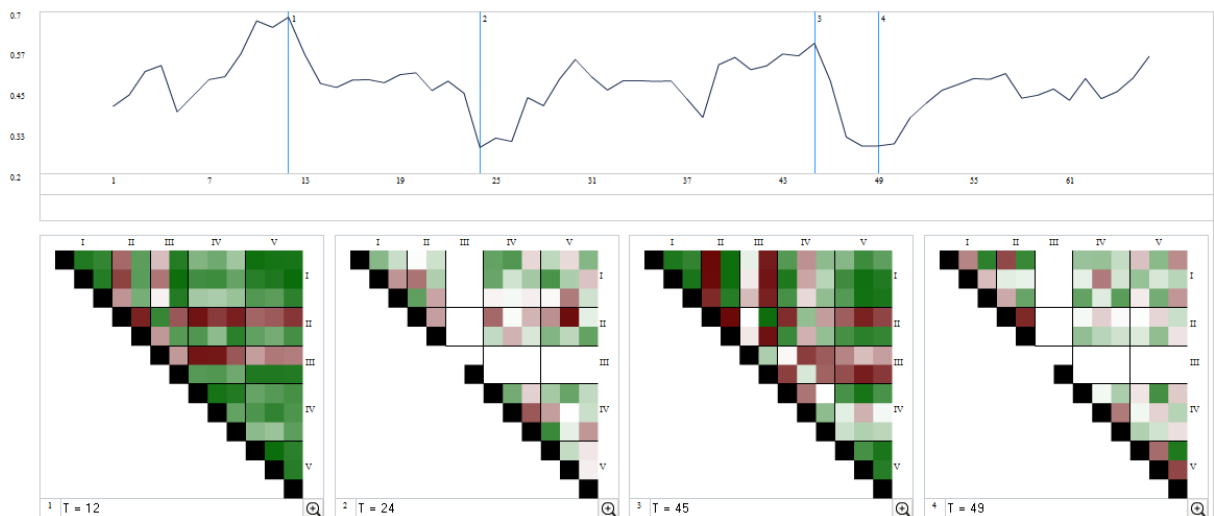 0.7
0.57
0.45
0.33
0.2
1 2 3 4
1 7 13 19 25 31 37 43 49 55 61
I II III IV V
I
II
III
IV
V
1 T = 12
I II III IV V
I
II
III
IV
V
2 T = 24
I II III IV V
I
II
III
IV
V
3 T = 45
I II III IV V
I
II
III
IV
V
4 T = 49